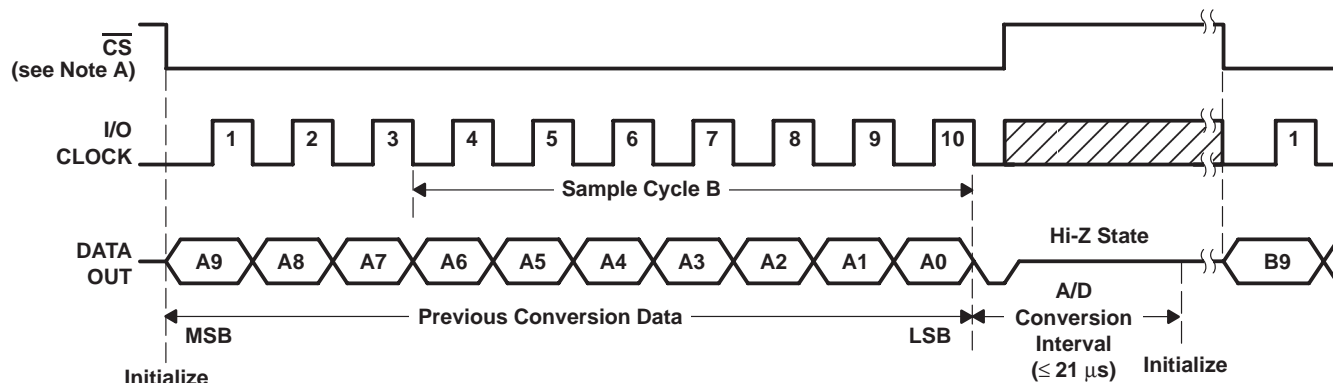 CS
(see Note A)
I/O
CLOCK
1 2 3 4 5 6 7 8 9 10 1
Sample Cycle B
DATA
OUT
A9 A8 A7 A6 A5 A4 A3 A2 A1 A0
Hi-Z State
B9
Previous Conversion Data
MSB
LSB
A/D
Conversion
Interval
(≤ 21 μs)
Initialize
Initialize